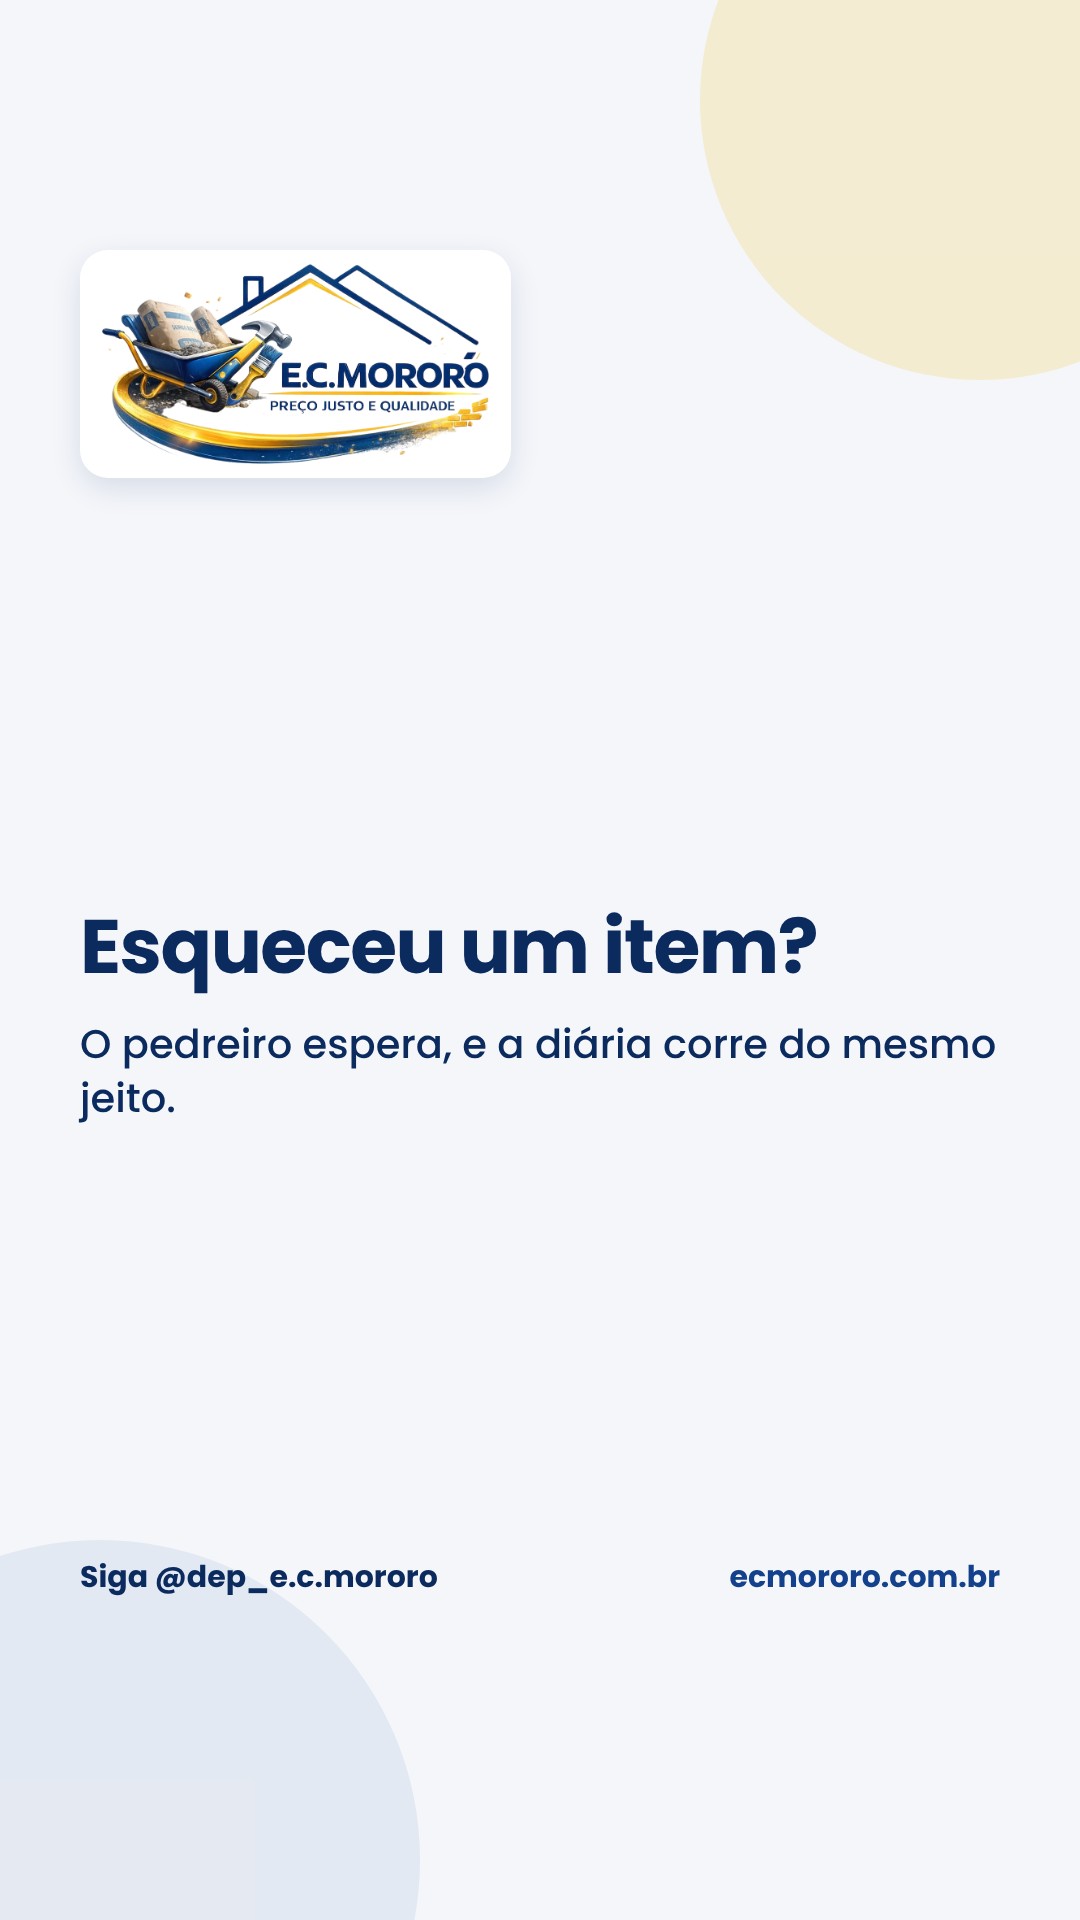 E.C.MORORÓ
PREÇO JUSTO E QUALIDADE
Esqueceu um item?
O pedreiro espera, e a diária corre do mesmo
jeito.
Siga @dep_e.c.mororo
ecmororo.com.br